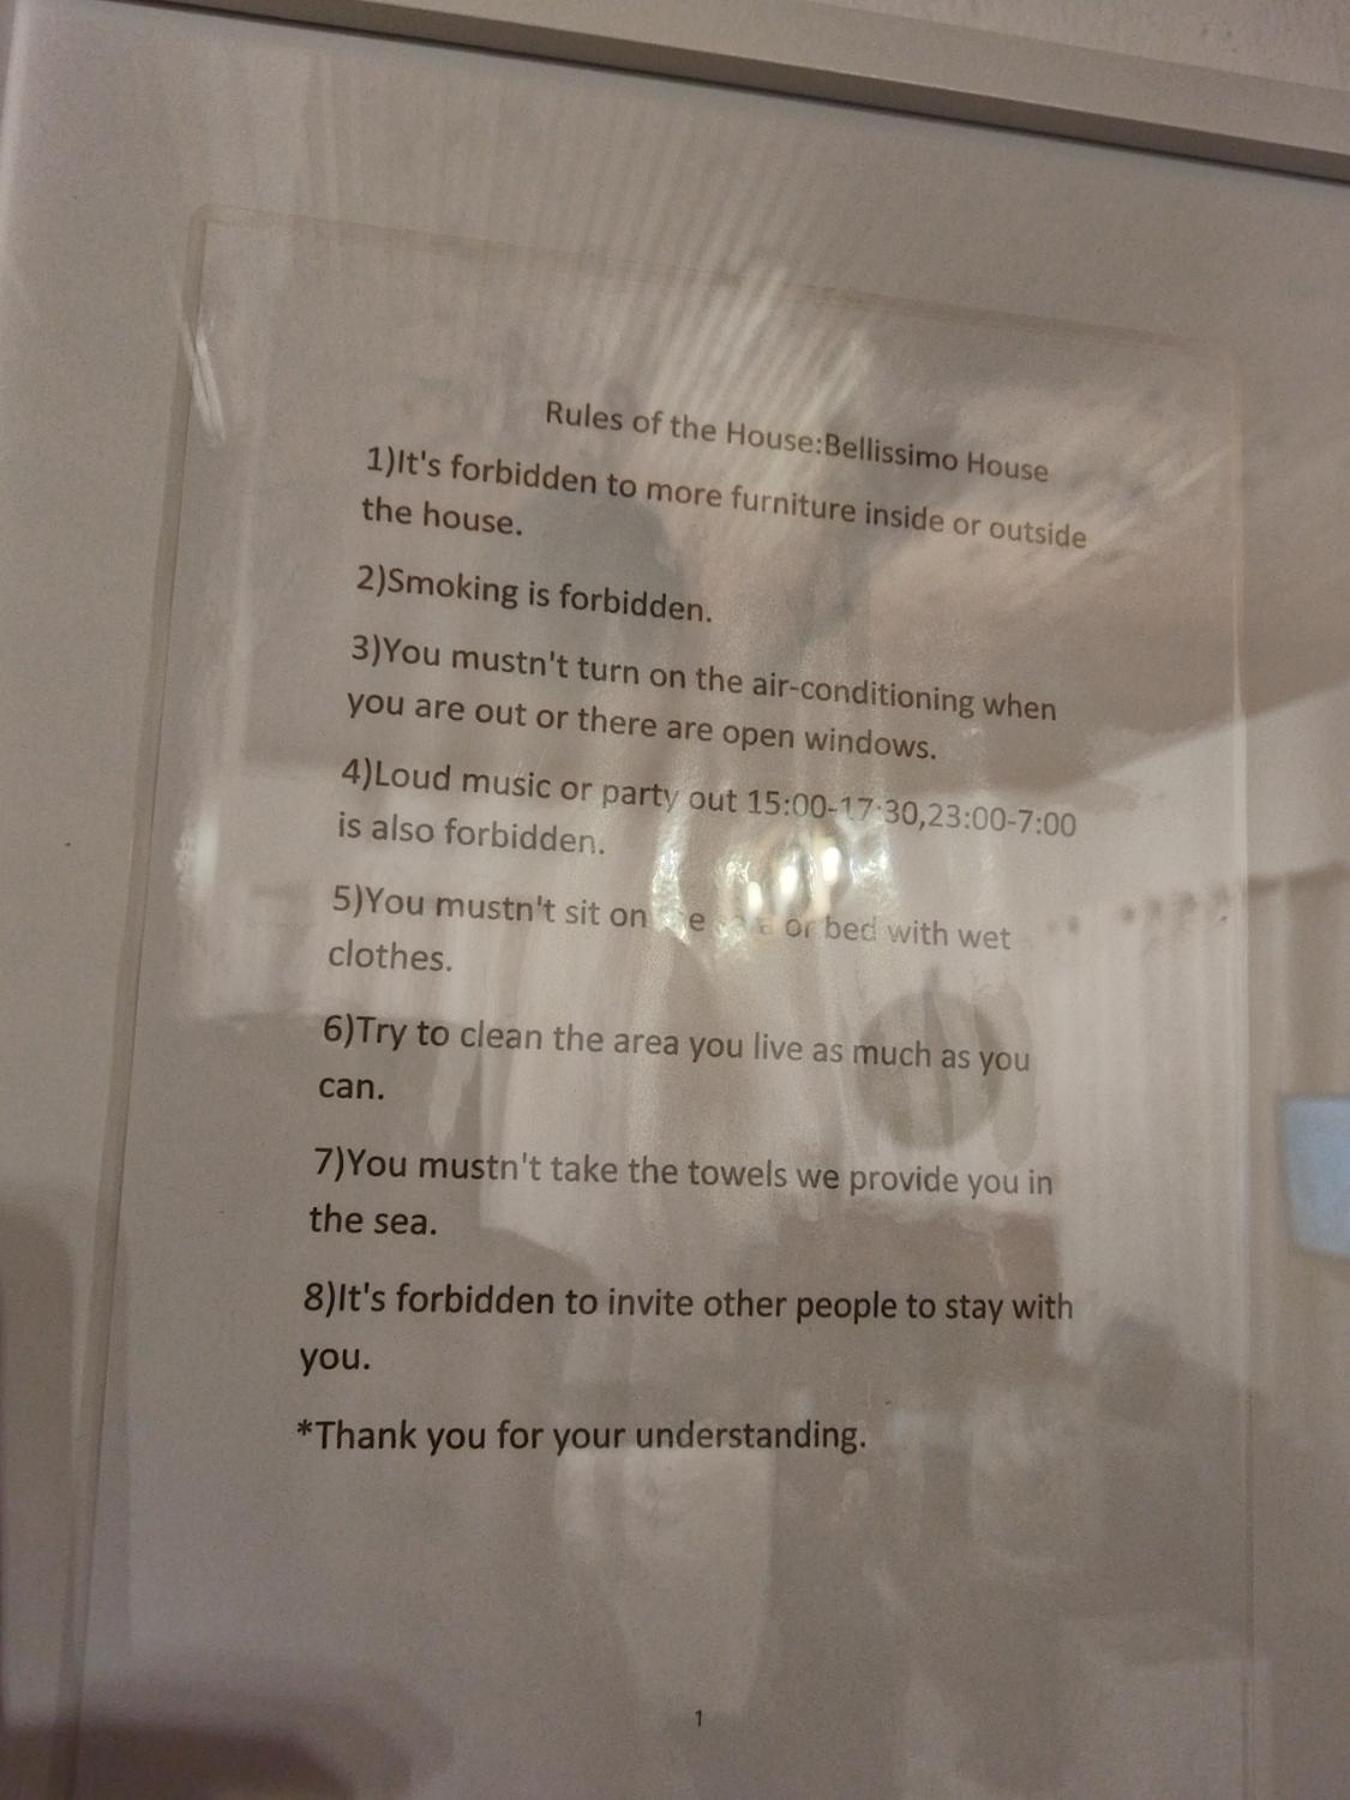 Rules of the House:Bellissimo House
1)It's forbidden to more furniture inside or outside
the house.
2)Smoking is forbidden.
3)You mustn't turn on the air-conditioning when
you are out or there are open windows.
4)Loud music or party out 15:00-17:30,23:00-7:00
is also forbidden.
5)You mustn't sit on or bed with wet
clothes.
6)Try to clean the area you live as much as you
can.
7)You mustn't take the towels we provide you in
the sea.
8)It's forbidden to invite other people to stay with
you.
*Thank you for your understanding.
1